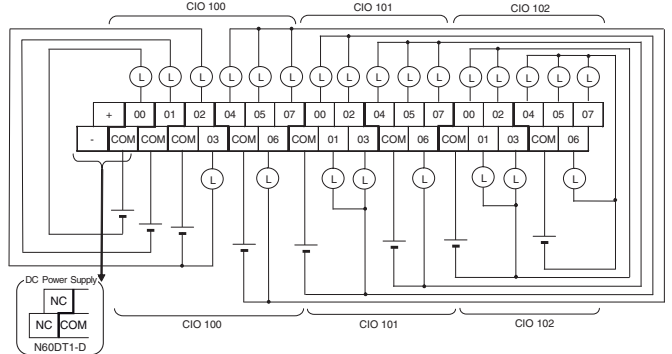 CIO 100 CIO 101 CIO 102
L L L L L L L L L L L L L L L L
+ 00 01 02 04 05 07 00 02 04 05 07 00 02 04 05 07
- COM COM COM 03 COM 06 COM 01 03 COM 06 COM 01 03 COM 06
L L L L L L L L
DC Power Supply
NC
NC COM
N60DT1-D
CIO 100 CIO 101 CIO 102